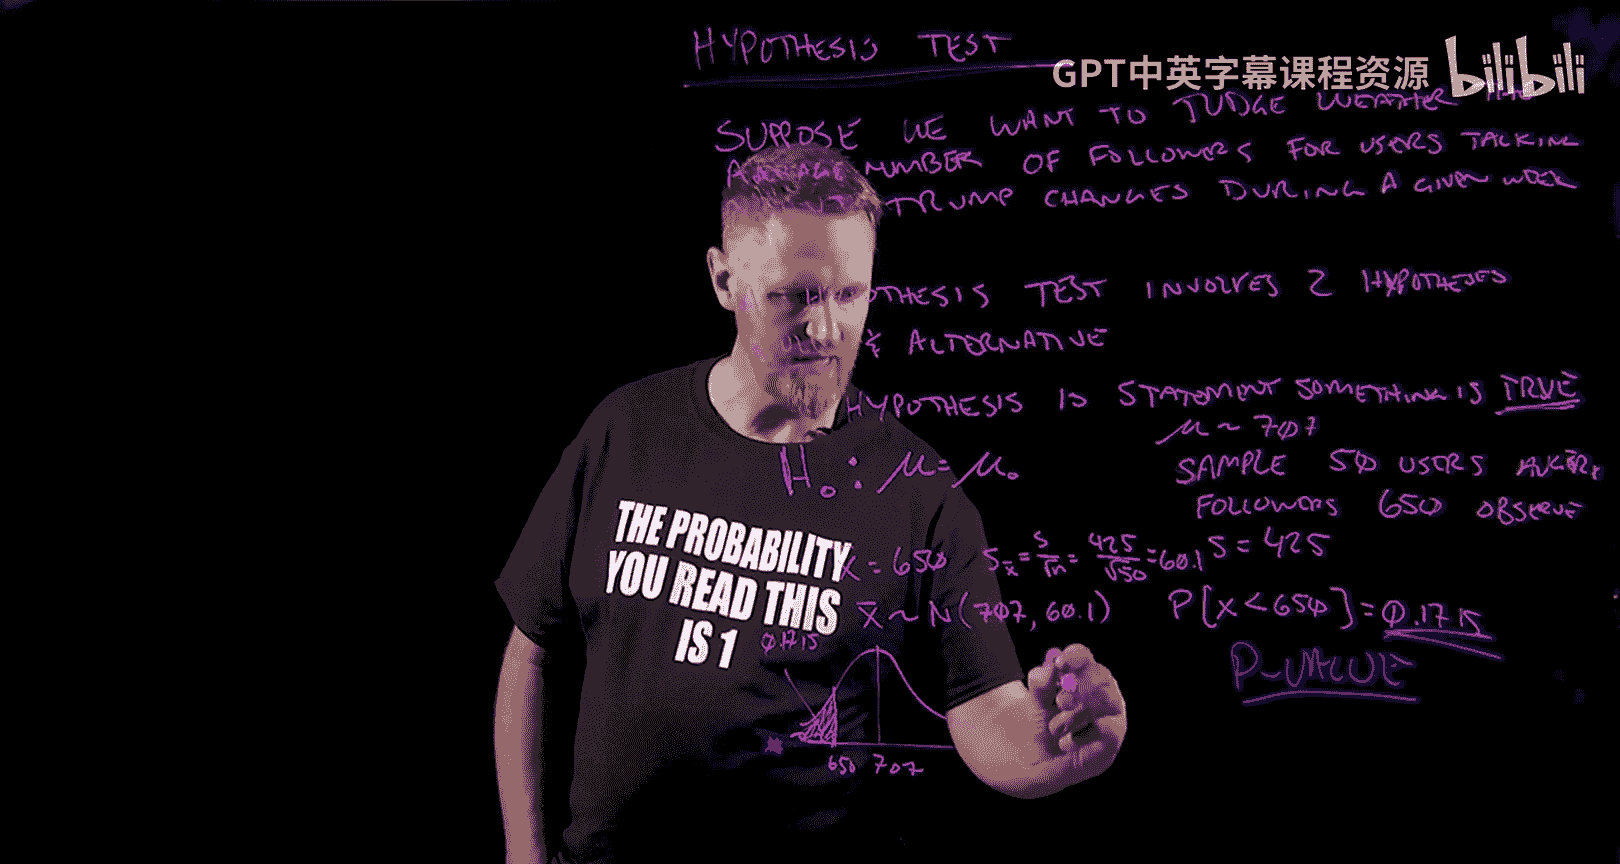 HYPOTHESIS TEST
GPT中英字幕课程资源 bilibili
SUPPOSE WE WANT TO JUDGE WEATHER THE
AVERAGE NUMBER OF FOLLOWERS FOR USERS TALKING
TRUMP CHANGES DURING A GIVEN WEEK
HYPOTHESIS TEST INVOLVES 2 HYPOTHESES
& ALTERNATIVE
HYPOTHESIS IS STATEMENT SOMETHING IS TRUE
μ ~ 707
H₀ : μ = μ₀
SAMPLE 50 USERS
FOLLOWERS 650 OBSERVE
x̄ = 650 S_x̄ = S/√n = 425/√50 = 60.1 S = 425
x̄ ~ N(707, 60.1) P[X < 650] = 0.1715
P-VALUE
THE PROBABILITY
YOU READ THIS
IS 1
0.1715
650 707